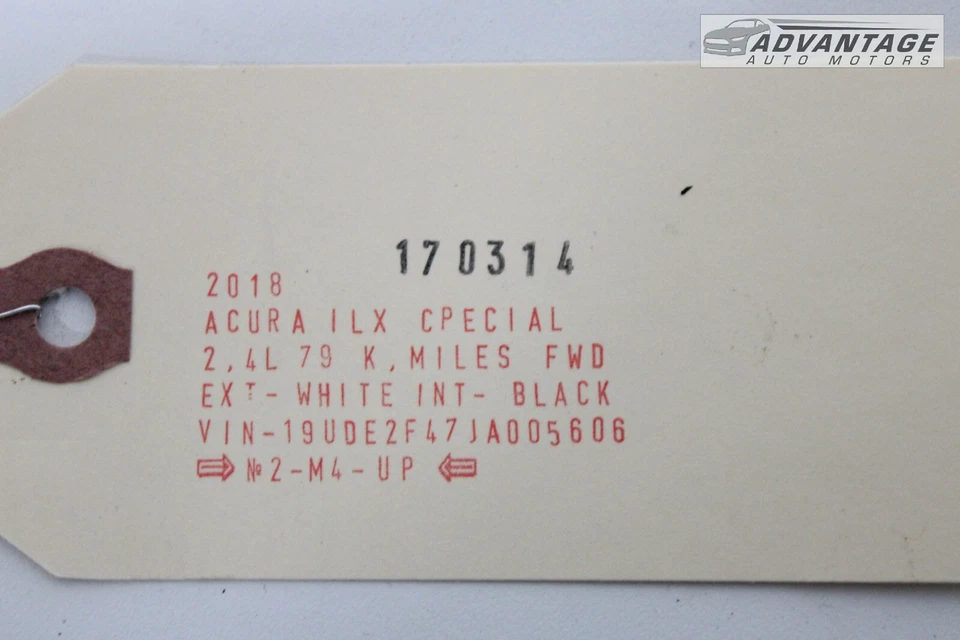 ADVANTAGE
AUTO MOTORS
170314
2018
ACURA ILX CPECIAL
2,4L 79 K,MILES FWD
EXT- WHITE INT- BLACK
VIN-19UDE2F47JA005606
⇨ №2-M4-UP ⇦